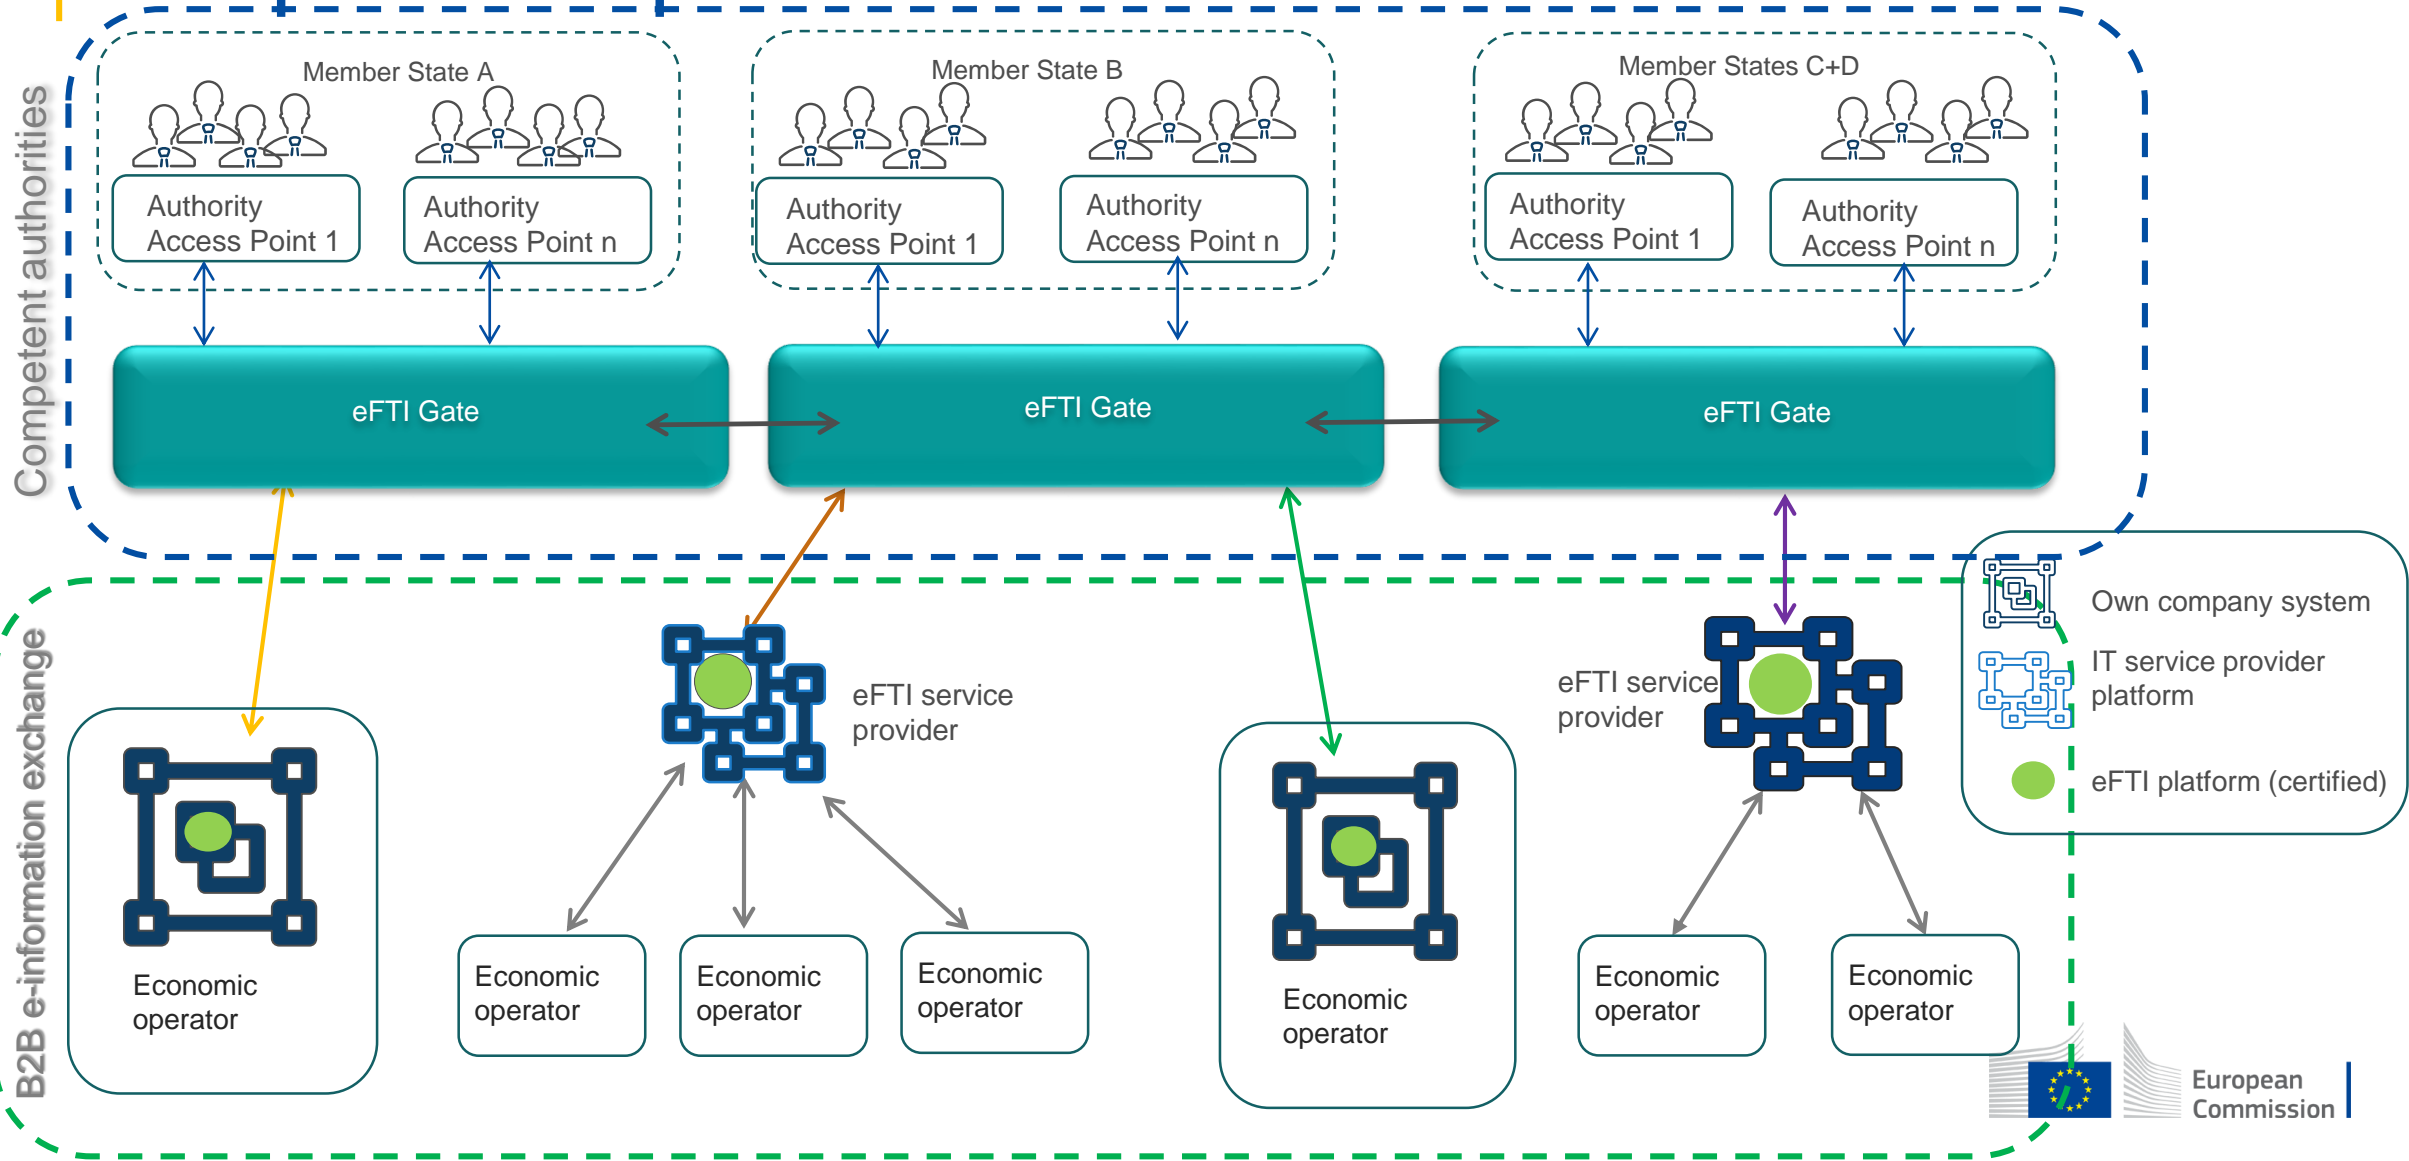 Competent authorities
Member State A
Member State B
Member States C+D
Authority
Access Point 1
Authority
Access Point n
Authority
Access Point 1
Authority
Access Point n
Authority
Access Point 1
Authority
Access Point n
eFTI Gate
eFTI Gate
eFTI Gate
B2B e-information exchange
Own company system
IT service provider
platform
eFTI platform (certified)
eFTI service
provider
eFTI service
provider
Economic
operator
Economic
operator
Economic
operator
Economic
operator
Economic
operator
Economic
operator
Economic
operator
European
Commission